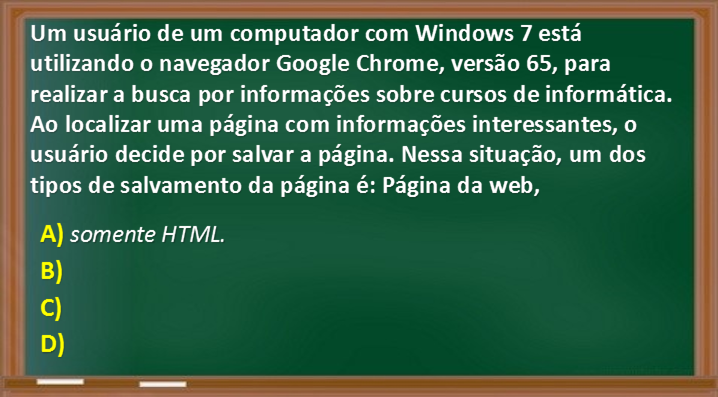 Um usuário de um computador com Windows 7 está
utilizando o navegador Google Chrome, versão 65, para
realizar a busca por informações sobre cursos de informática.
Ao localizar uma página com informações interessantes, o
usuário decide por salvar a página. Nessa situação, um dos
tipos de salvamento da página é: Página da web,
A) somente HTML.
B)
C)
D)